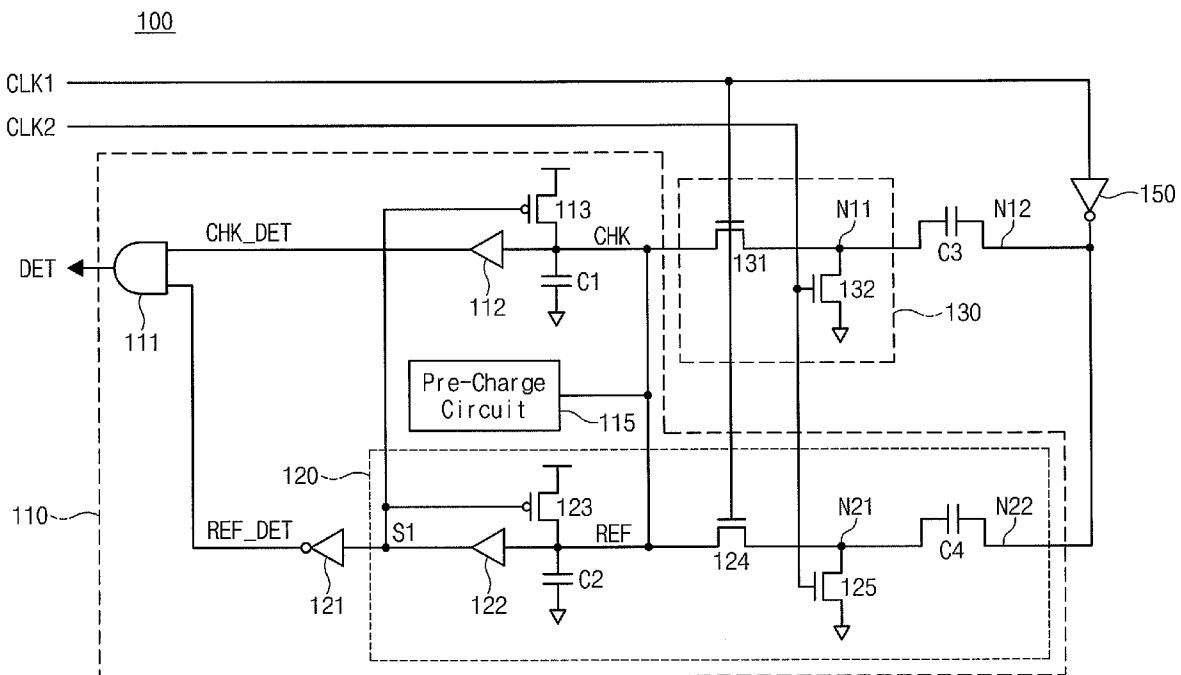 100
CLK1
CLK2
150
113
N11
N12
CHK_DET
CHK
DET
131
C3
112
C1
132
111
130
Pre-Charge
Circuit
115
120
123
110
REF_DET
S1
REF
N21
N22
124
C4
121
122
C2
125